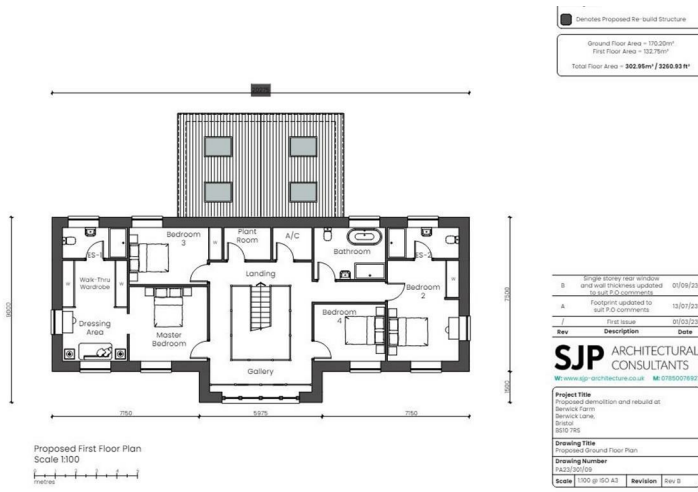 Denotes Proposed Re-build Structure
Ground Floor Area = 170.20m²
First Floor Area = 132.75m²
Total Floor Area = 302.95m² / 3260.93 ft²
Bedroom
3
Plant
Room
A/C
Bathroom
ES-1
ES-2
W
Walk-Thru
Wardrobe
W
W
W
Landing
Bedroom
2
Dressing
Area
Master
Bedroom
Bedroom
4
Gallery
9000
7500
1500
7150
5975
7150
Proposed First Floor Plan
Scale 1:100
metres
B Single storey rear window
and wall thickness updated 01/09/23
to suit P.O comments
A Footprint updated to 13/07/23
suit P.O comments
/ First Issue 01/03/23
Rev Description Date
SJP ARCHITECTURAL
CONSULTANTS
W: www.sjp-architecture.co.uk M: 0785007692
Project Title
Proposed demolition and rebuild at
Berwick Farm
Berwick Lane,
Bristol
BS10 7RS
Drawing Title
Proposed Ground Floor Plan
Drawing Number
PA23/301/09
Scale 1:100 @ ISO A3 Revision Rev B